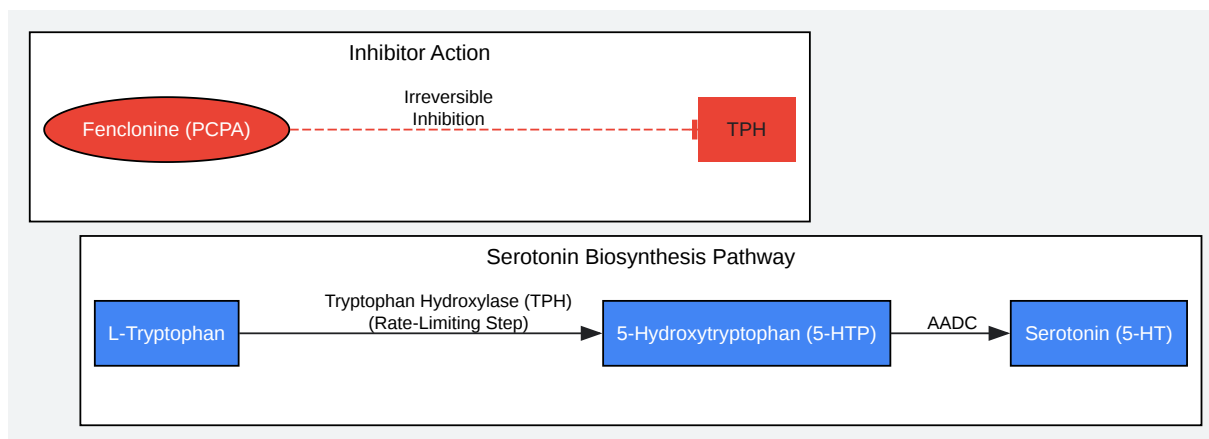 Inhibitor Action
Irreversible
Inhibition
Fenclonine (PCPA)
TPH
Serotonin Biosynthesis Pathway
Tryptophan Hydroxylase (TPH)
(Rate-Limiting Step)
L-Tryptophan
5-Hydroxytryptophan (5-HTP)
AADC
Serotonin (5-HT)